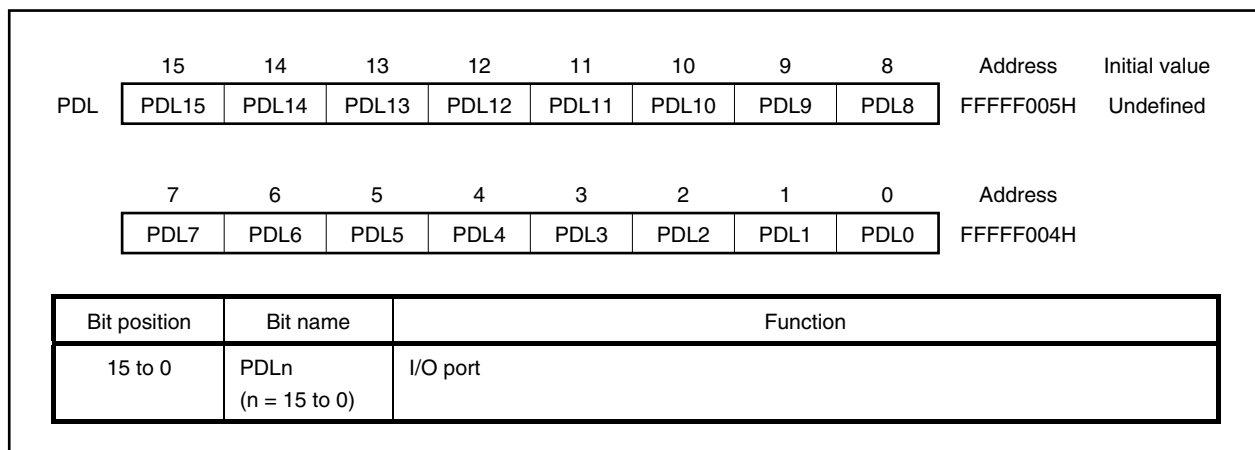 15 14 13 12 11 10 9 8 Address Initial value
PDL PDL15 PDL14 PDL13 PDL12 PDL11 PDL10 PDL9 PDL8 FFFFF005H Undefined
7 6 5 4 3 2 1 0 Address
PDL7 PDL6 PDL5 PDL4 PDL3 PDL2 PDL1 PDL0 FFFFF004H
Bit position Bit name Function
15 to 0 PDLn I/O port
(n = 15 to 0)